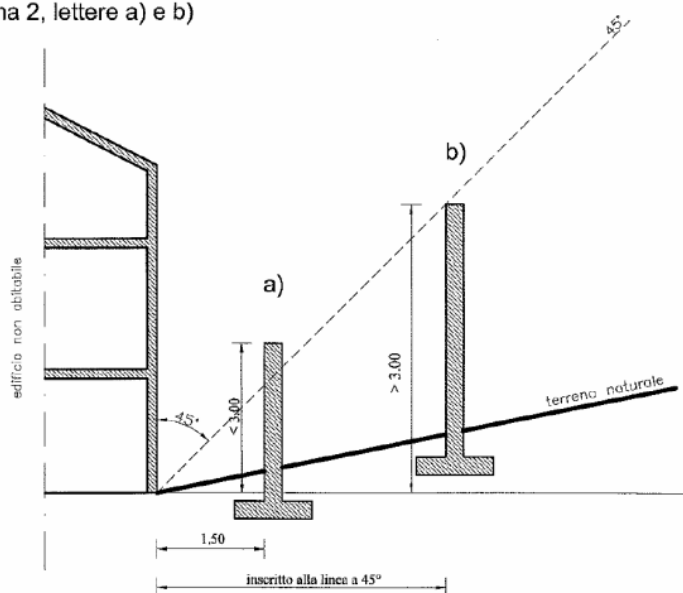 na 2, lettere a) e b)
45°
b)
a)
edificio non abitabile
< 3.00
> 3.00
45°
terreno naturale
1,50
inscritto alla linea a 45°